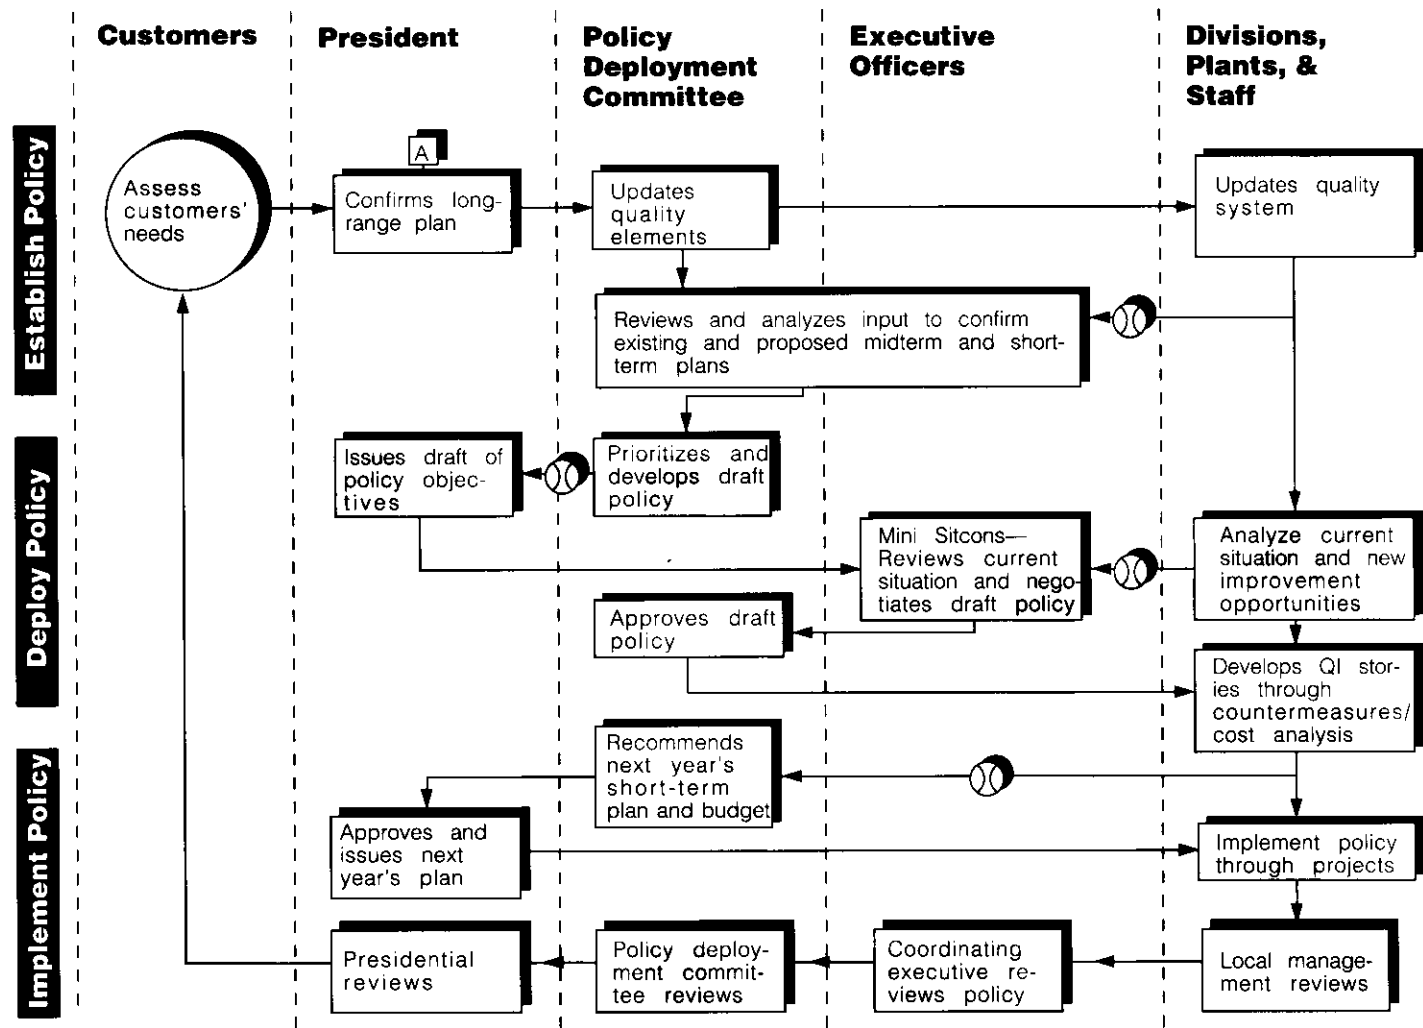 Customers
President
Policy
Deployment
Committee
Executive
Officers
Divisions,
Plants, &
Staff
Establish Policy
Assess
customers'
needs
A
Confirms long-
range plan
Updates
quality
elements
Updates quality
system
Reviews and analyzes input to confirm
existing and proposed midterm and short-
term plans
Deploy Policy
Issues draft of
policy objec-
tives
Prioritizes and
develops draft
policy
Mini Sitcons—
Reviews current
situation and nego-
tiates draft policy
Analyze current
situation and new
improvement
opportunities
Approves draft
policy
Develops QI stor-
ies through
countermeasures/
cost analysis
Implement Policy
Recommends
next year's
short-term
plan and budget
Approves and
issues next
year's plan
Implement policy
through projects
Presidential
reviews
Policy deploy-
ment commit-
tee reviews
Coordinating
executive re-
views policy
Local manage-
ment reviews